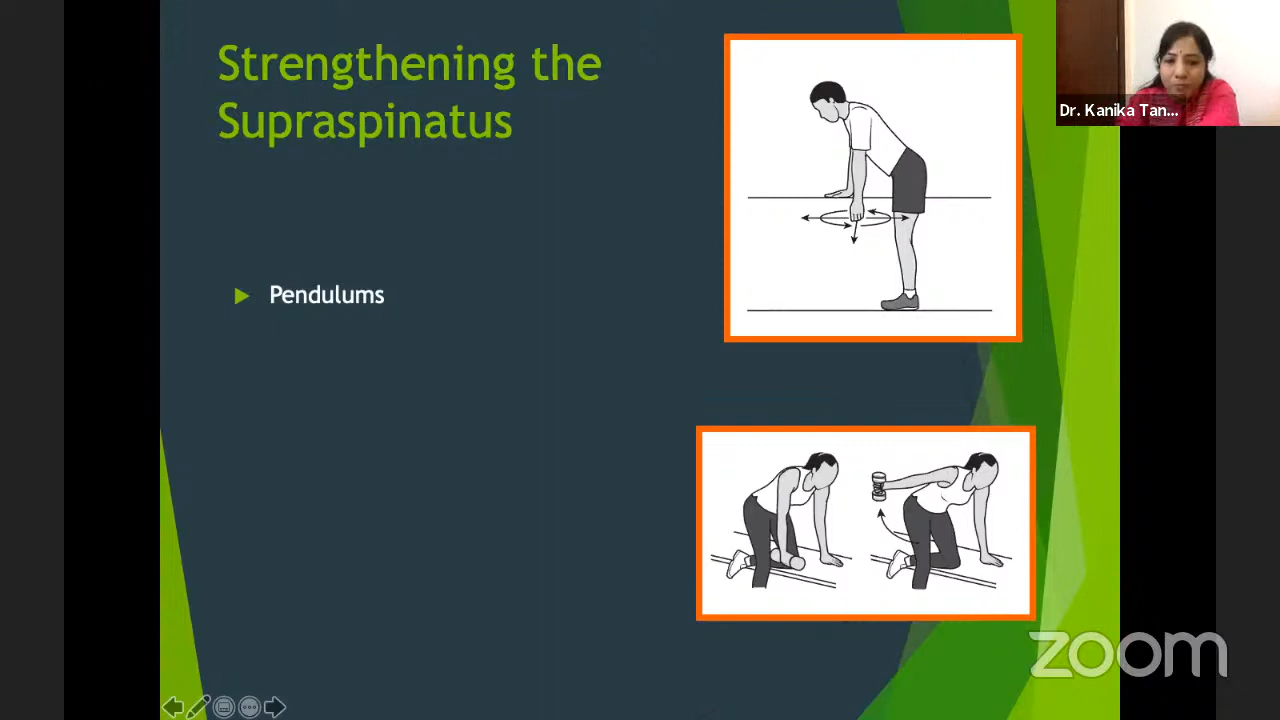 Strengthening the
Supraspinatus
Pendulums
Dr. Kanika Tan...
zoom